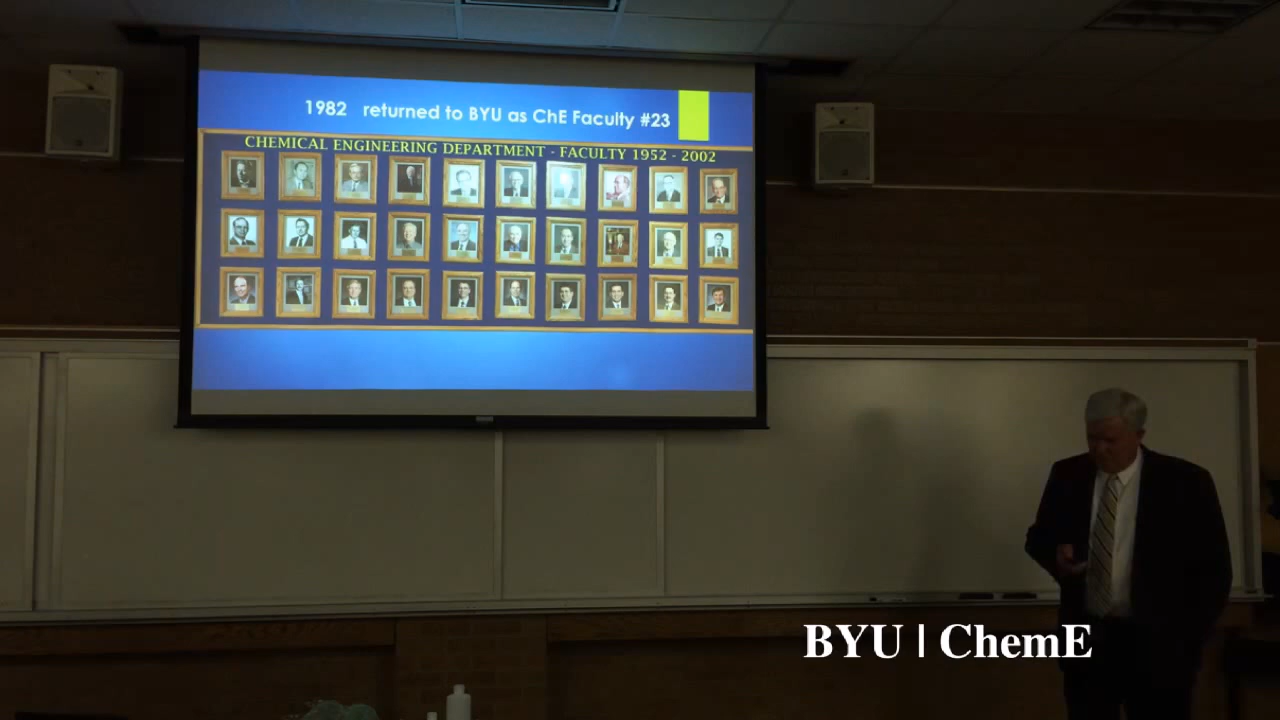 1982 returned to BYU as ChE Faculty #23
CHEMICAL ENGINEERING DEPARTMENT - FACULTY 1952 - 2002
BYU | ChemE